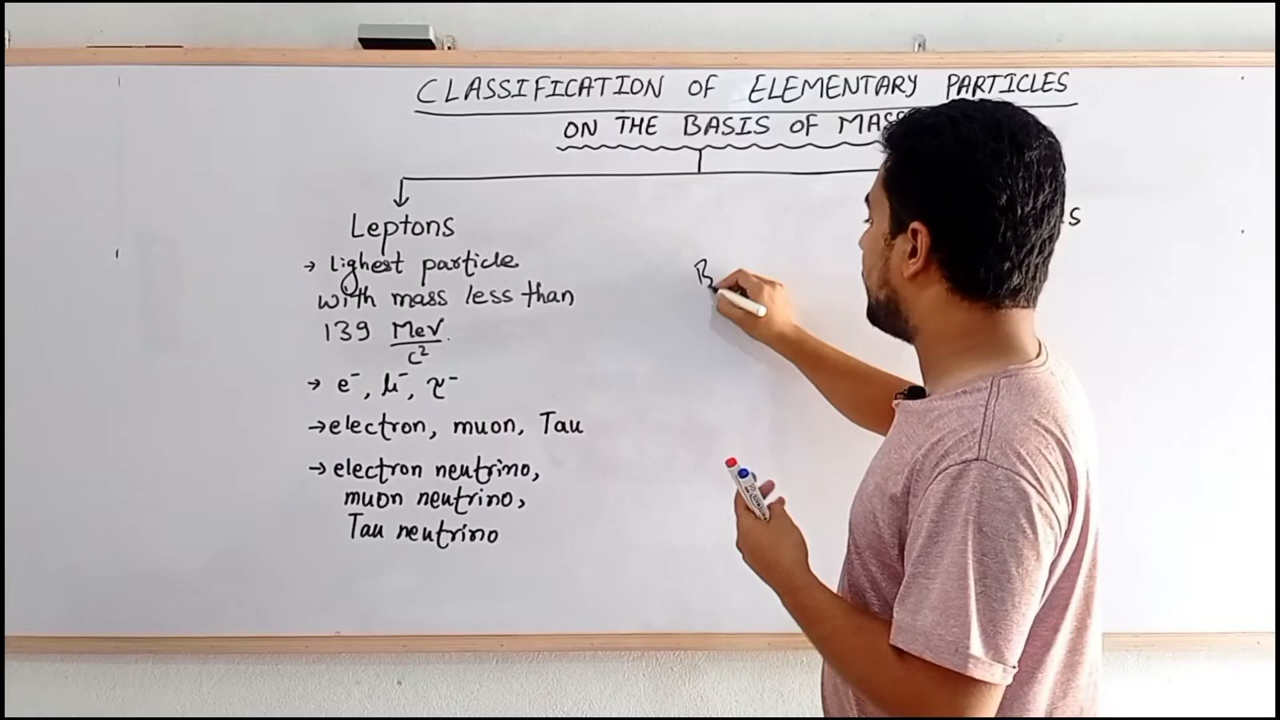 CLASSIFICATION OF ELEMENTARY PARTICLES
ON THE BASIS OF MASS
Leptons
→ Lighest particle
with mass less than
139 MeV/c²
→ e⁻, μ⁻, τ⁻
→ electron, muon, Tau
→ electron neutrino,
muon neutrino,
Tau neutrino
B